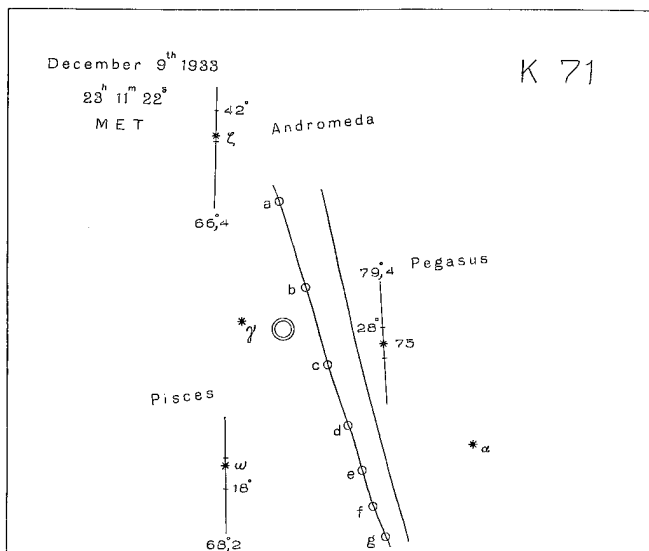 December 9th 1933
K 71
23h 11m 22s
MET
42°
ζ
Andromeda
a
66°,4
Pegasus
79°,4
b
γ
28°
75
c
Pisces
d
α
ω
e
18°
f
68°,2
g